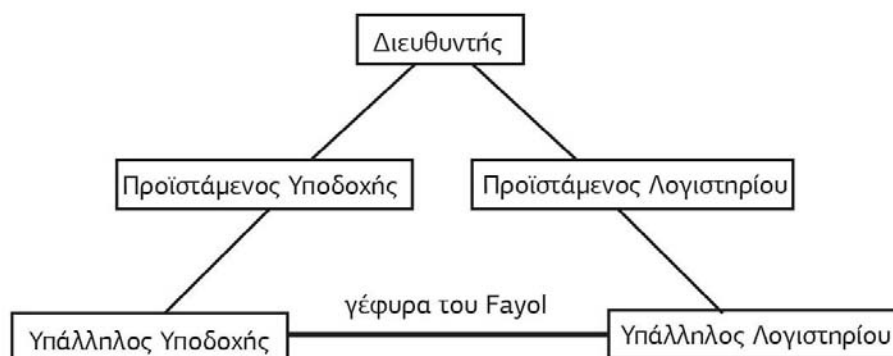 Διευθυντής
Προϊστάμενος Υποδοχής
Προϊστάμενος Λογιστηρίου
γέφυρα του Fayol
Υπάλληλος Υποδοχής
Υπάλληλος Λογιστηρίου